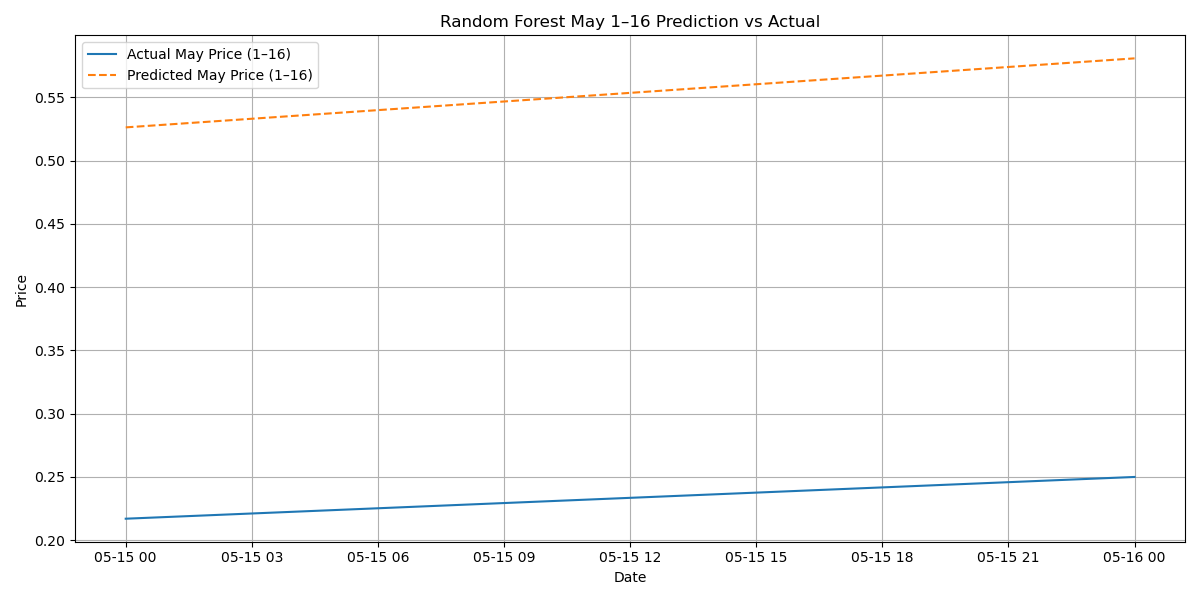 Random Forest May 1–16 Prediction vs Actual
Actual May Price (1–16)
Predicted May Price (1–16)
Price
0.55
0.50
0.45
0.40
0.35
0.30
0.25
0.20
05-15 00 05-15 03 05-15 06 05-15 09 05-15 12 05-15 15 05-15 18 05-15 21 05-16 00
Date